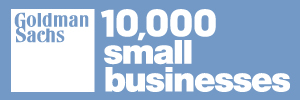 Goldman
Sachs
10,000
small
businesses